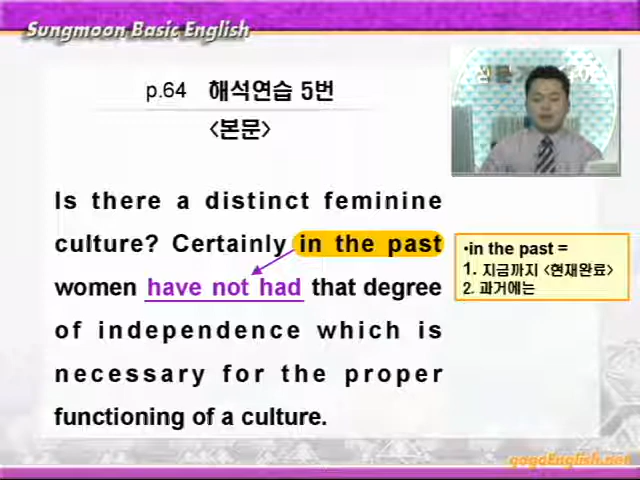 Sungmoon Basic English
p.64 해석연습 5번
<본문>
Is there a distinct feminine
culture? Certainly in the past
women have not had that degree
of independence which is
necessary for the proper
functioning of a culture.
•in the past =
1. 지금까지 <현재완료>
2. 과거에는
gogoEnglish.net